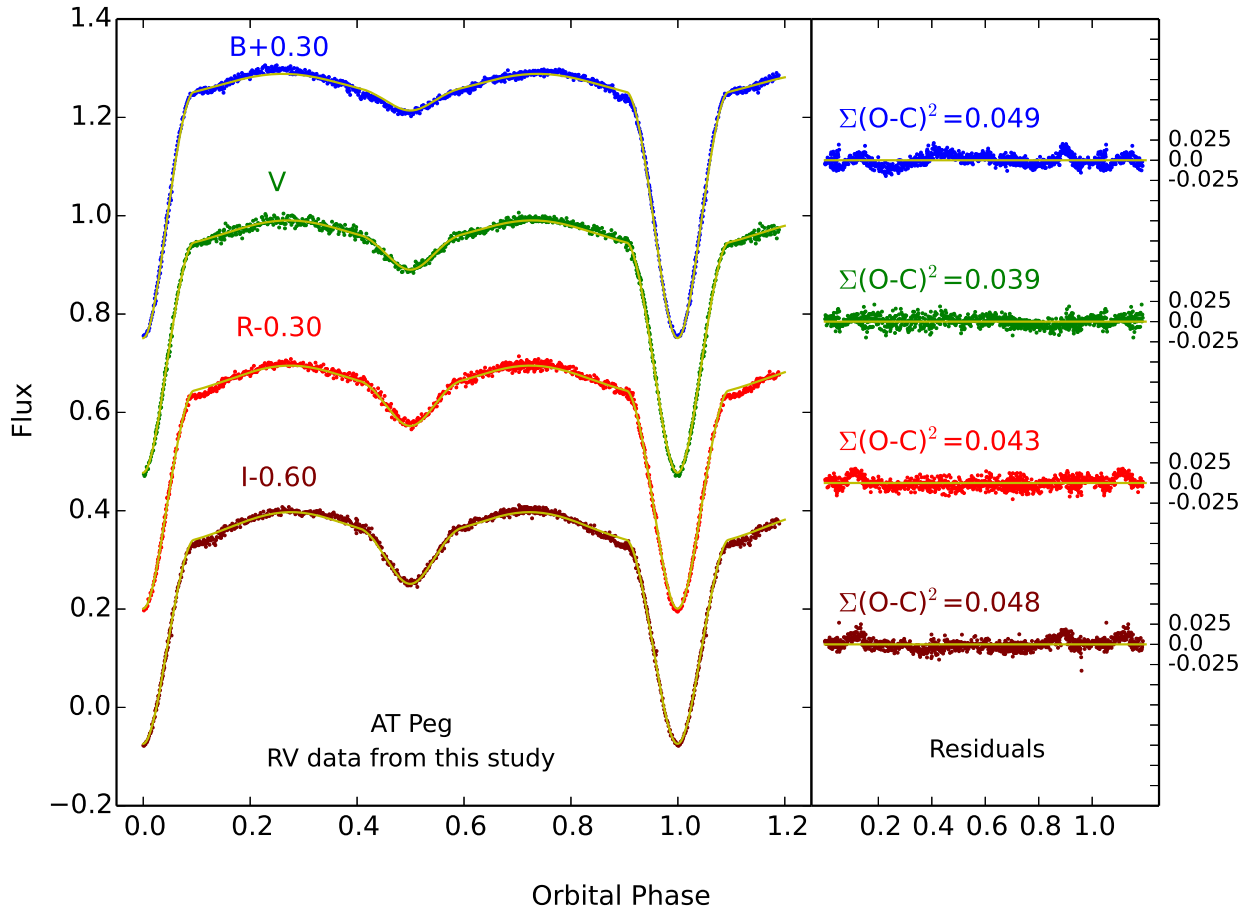 1.4
1.2
1.0
0.8
0.6
0.4
0.2
0.0
−0.2
Flux
B+0.30
V
R-0.30
I-0.60
AT Peg
RV data from this study
0.0 0.2 0.4 0.6 0.8 1.0 1.2
Σ(O-C)²=0.049
0.025
0.0
-0.025
Σ(O-C)²=0.039
0.025
0.0
-0.025
Σ(O-C)²=0.043
0.025
0.0
-0.025
Σ(O-C)²=0.048
0.025
0.0
-0.025
Residuals
0.2 0.4 0.6 0.8 1.0
Orbital Phase